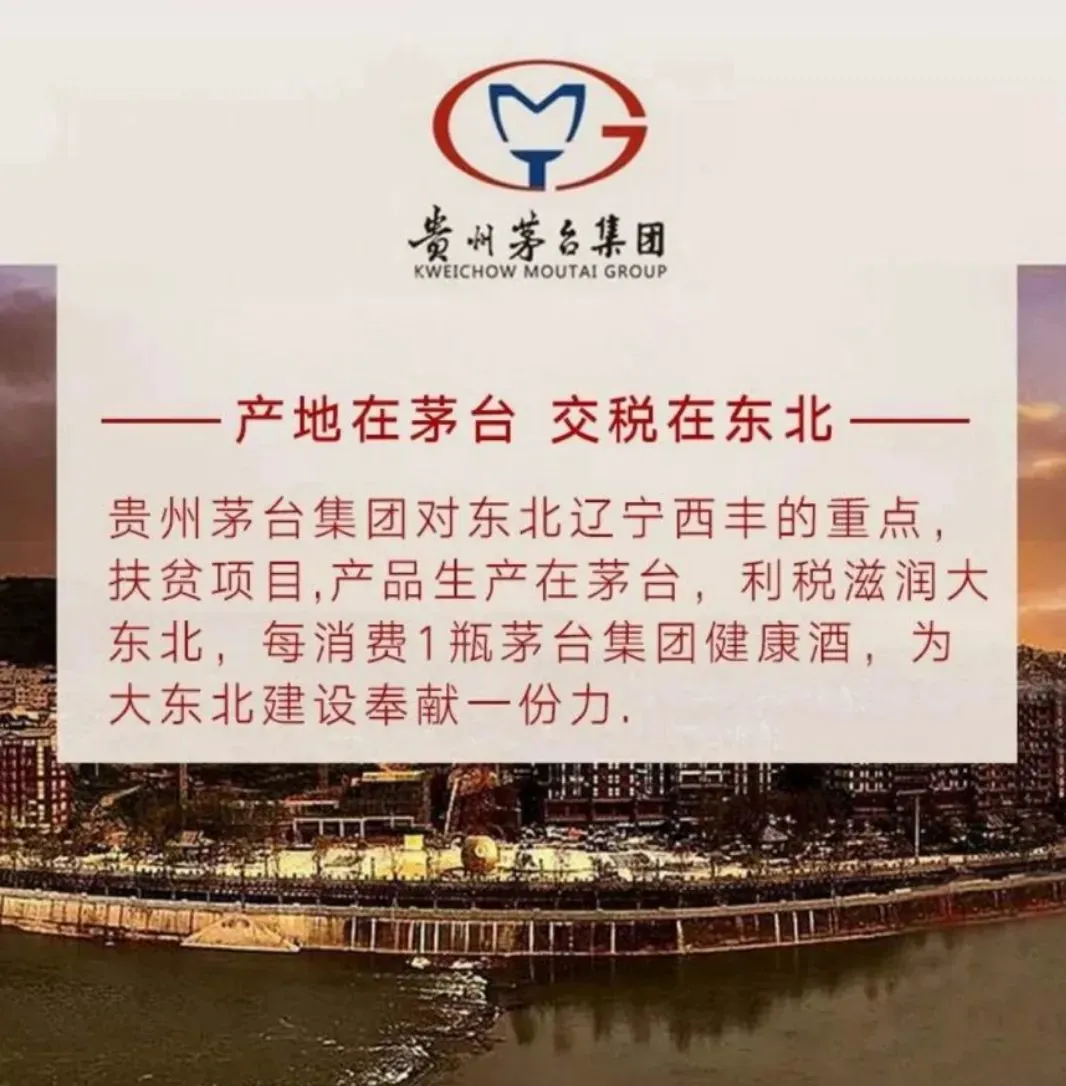 贵州茅台集团
KWEICHOW MOUTAI GROUP
产地在茅台 交税在东北
贵州茅台集团对东北辽宁西丰的重点，
扶贫项目,产品生产在茅台，利税滋润大
东北，每消费1瓶茅台集团健康酒，为
大东北建设奉献一份力.